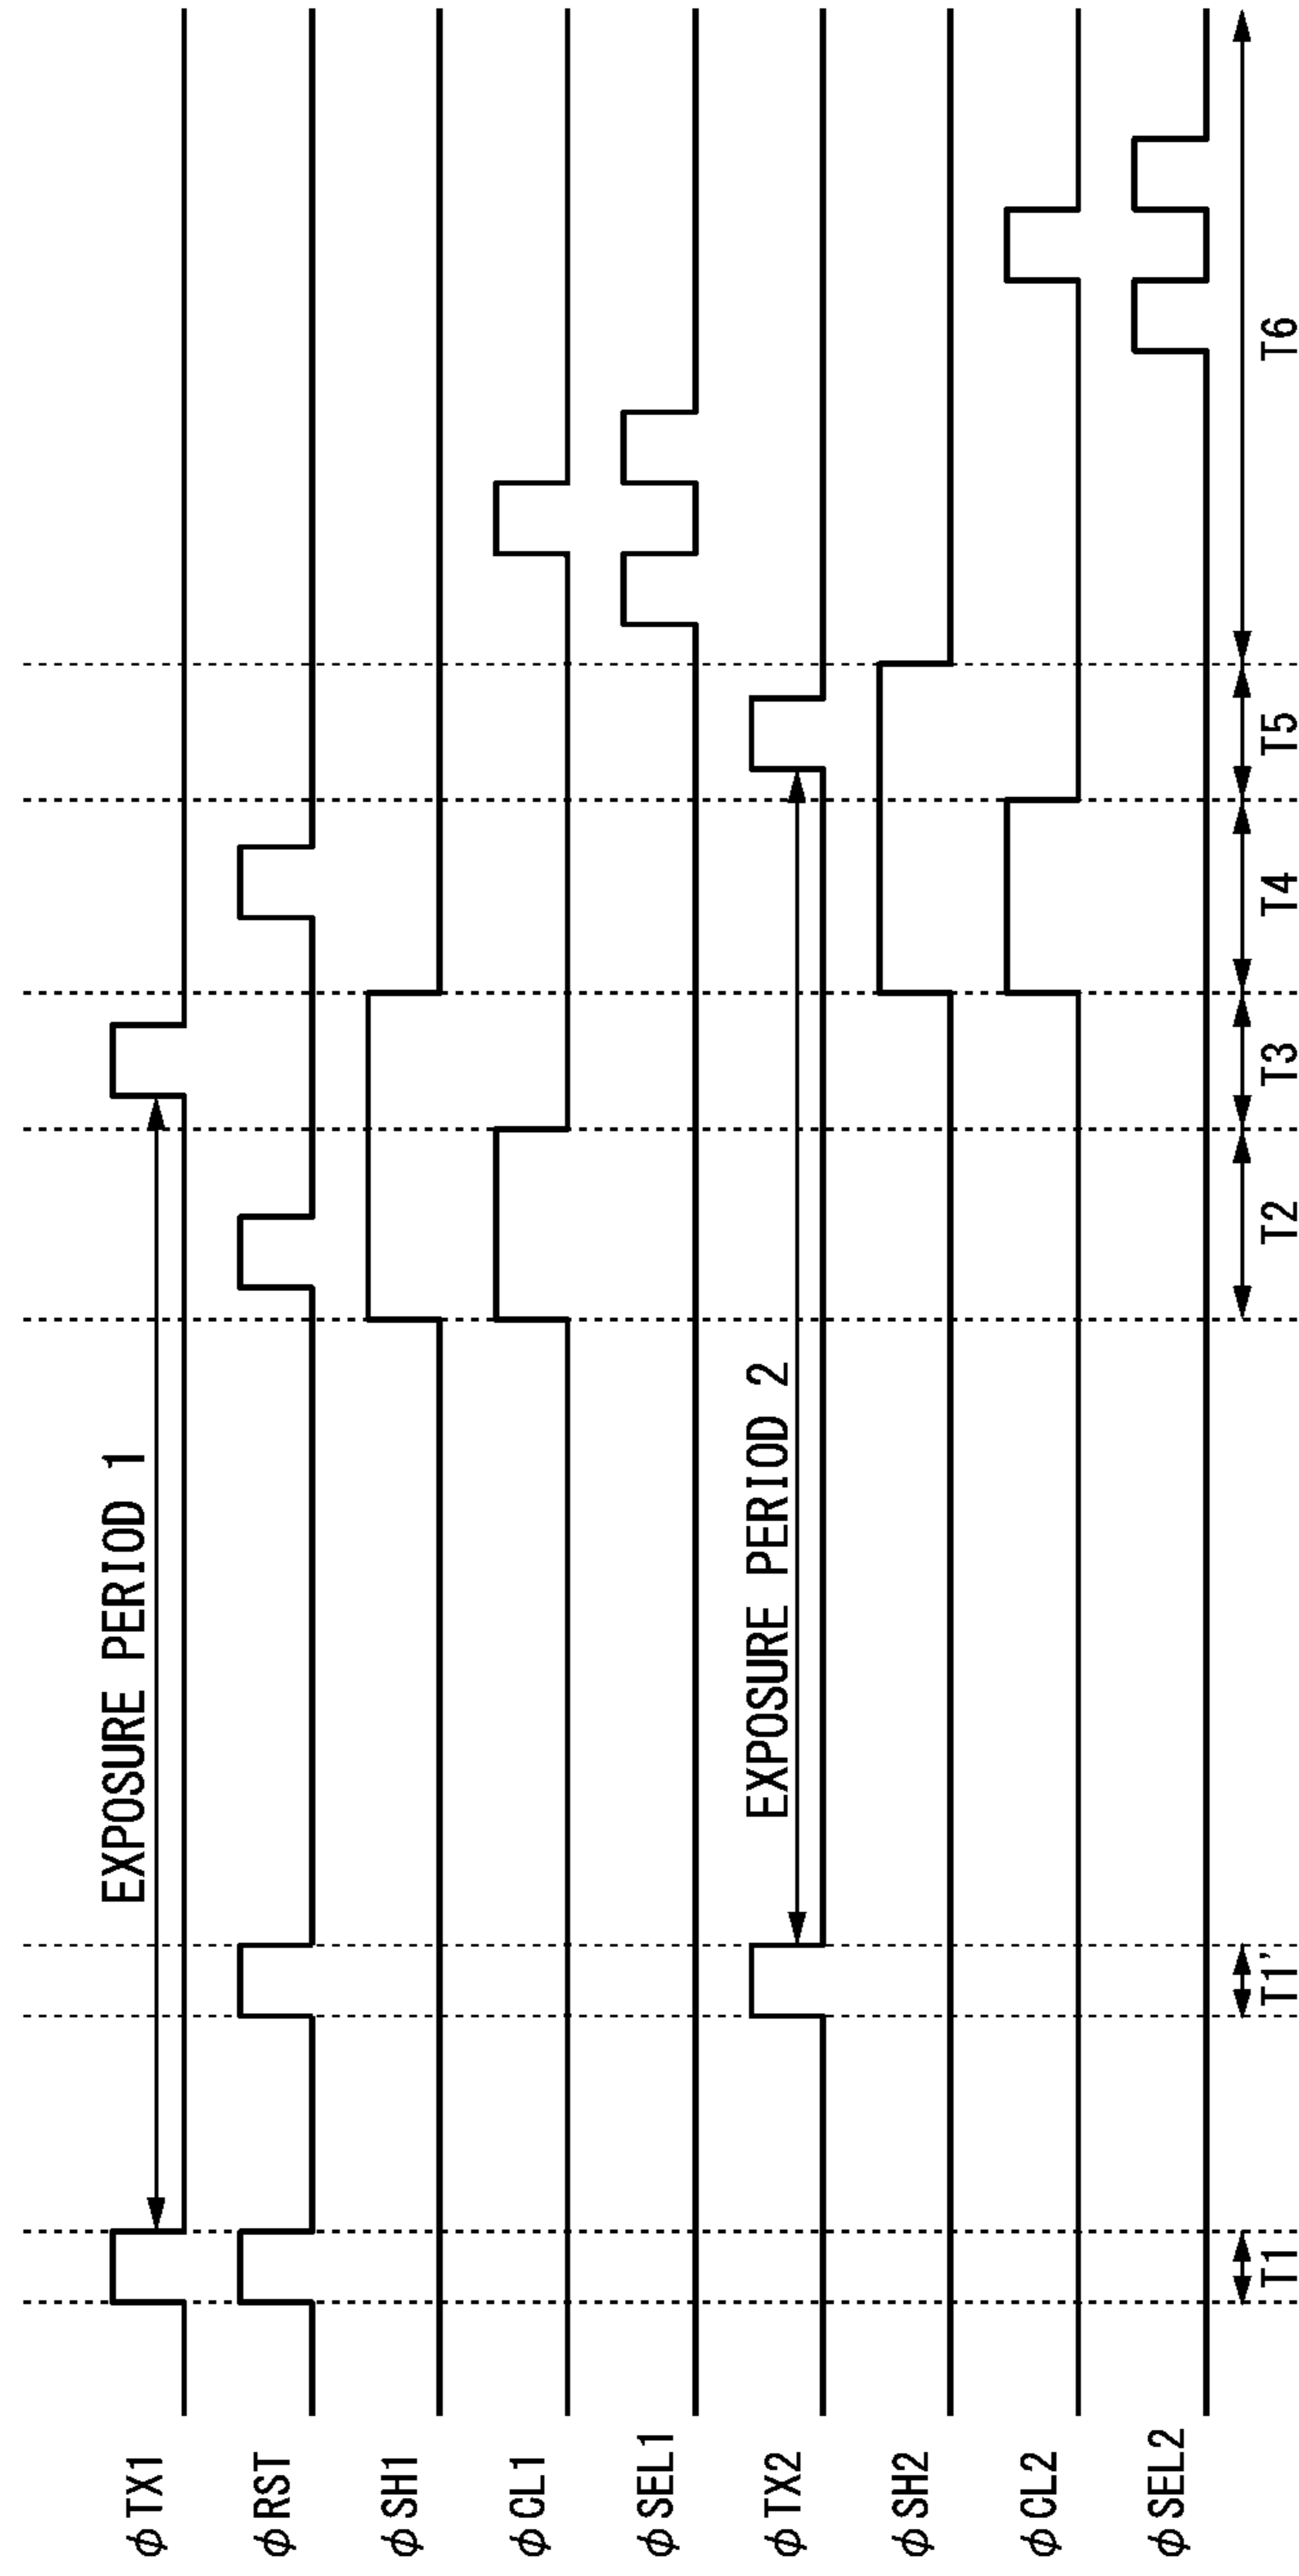 φTX1
EXPOSURE PERIOD 1
φRST
φSH1
φCL1
φSEL1
φTX2
EXPOSURE PERIOD 2
φSH2
φCL2
φSEL2
T1 T1' T2 T3 T4 T5 T6